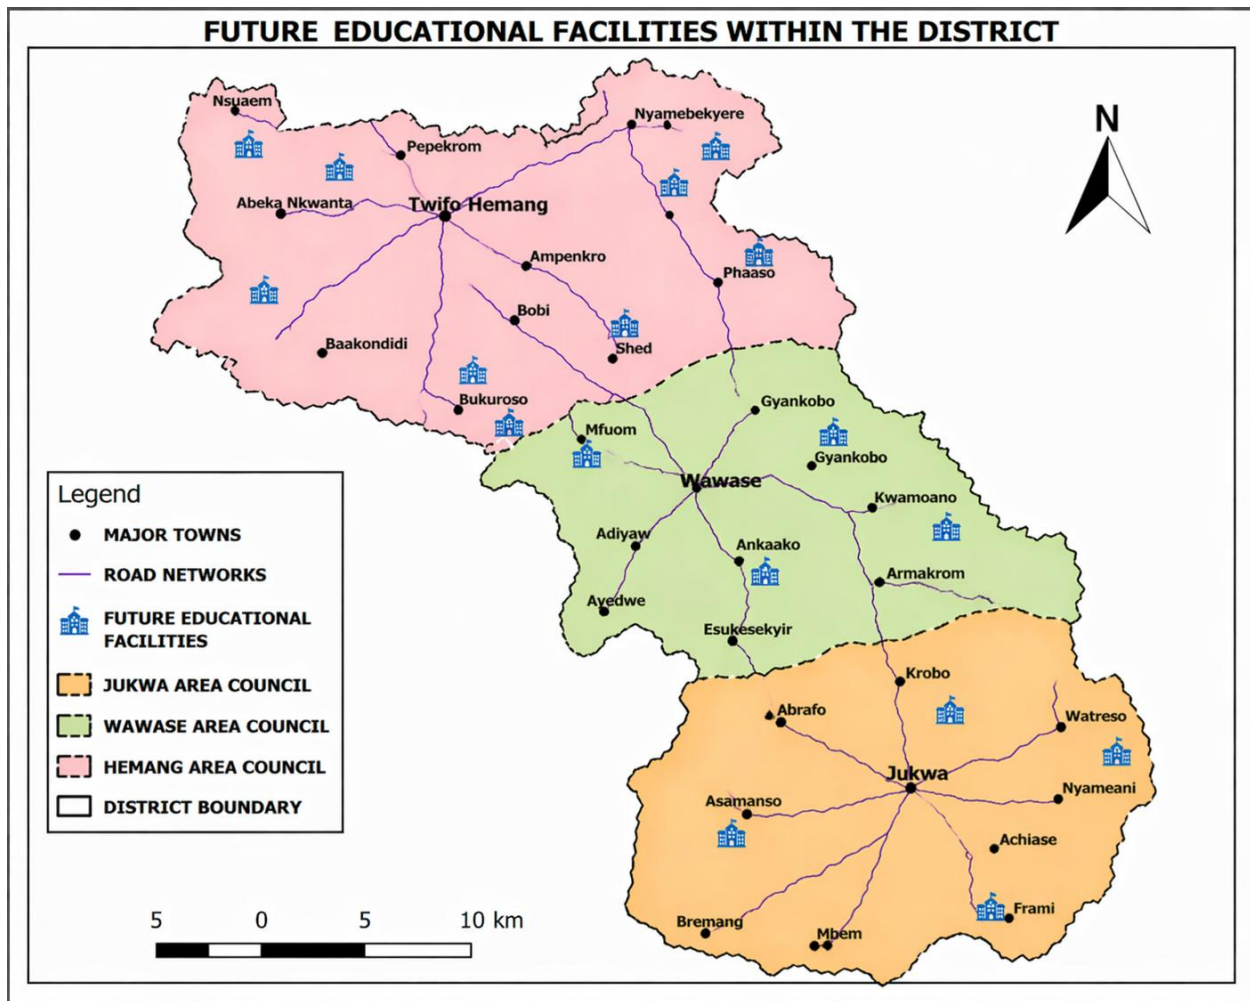 FUTURE EDUCATIONAL FACILITIES WITHIN THE DISTRICT
N
Nsuaem
Nyamebekyere
Pepekrom
Abeka Nkwanta
Twifo Hemang
Ampenkro
Phaaso
Bobi
Baakondidi
Shed
Bukuroso
Gyankobo
Mfuom
Gyankobo
Wawase
Kwamoano
Adiyaw
Ankaako
Armakrom
Ayedwe
Esukesekyir
Krobo
Abrafo
Watreso
Jukwa
Asamanso
Nyameani
Achiase
Frami
Bremang
Mbem
Legend
MAJOR TOWNS
ROAD NETWORKS
FUTURE EDUCATIONAL
FACILITIES
JUKWA AREA COUNCIL
WAWASE AREA COUNCIL
HEMANG AREA COUNCIL
DISTRICT BOUNDARY
5 0 5 10 km